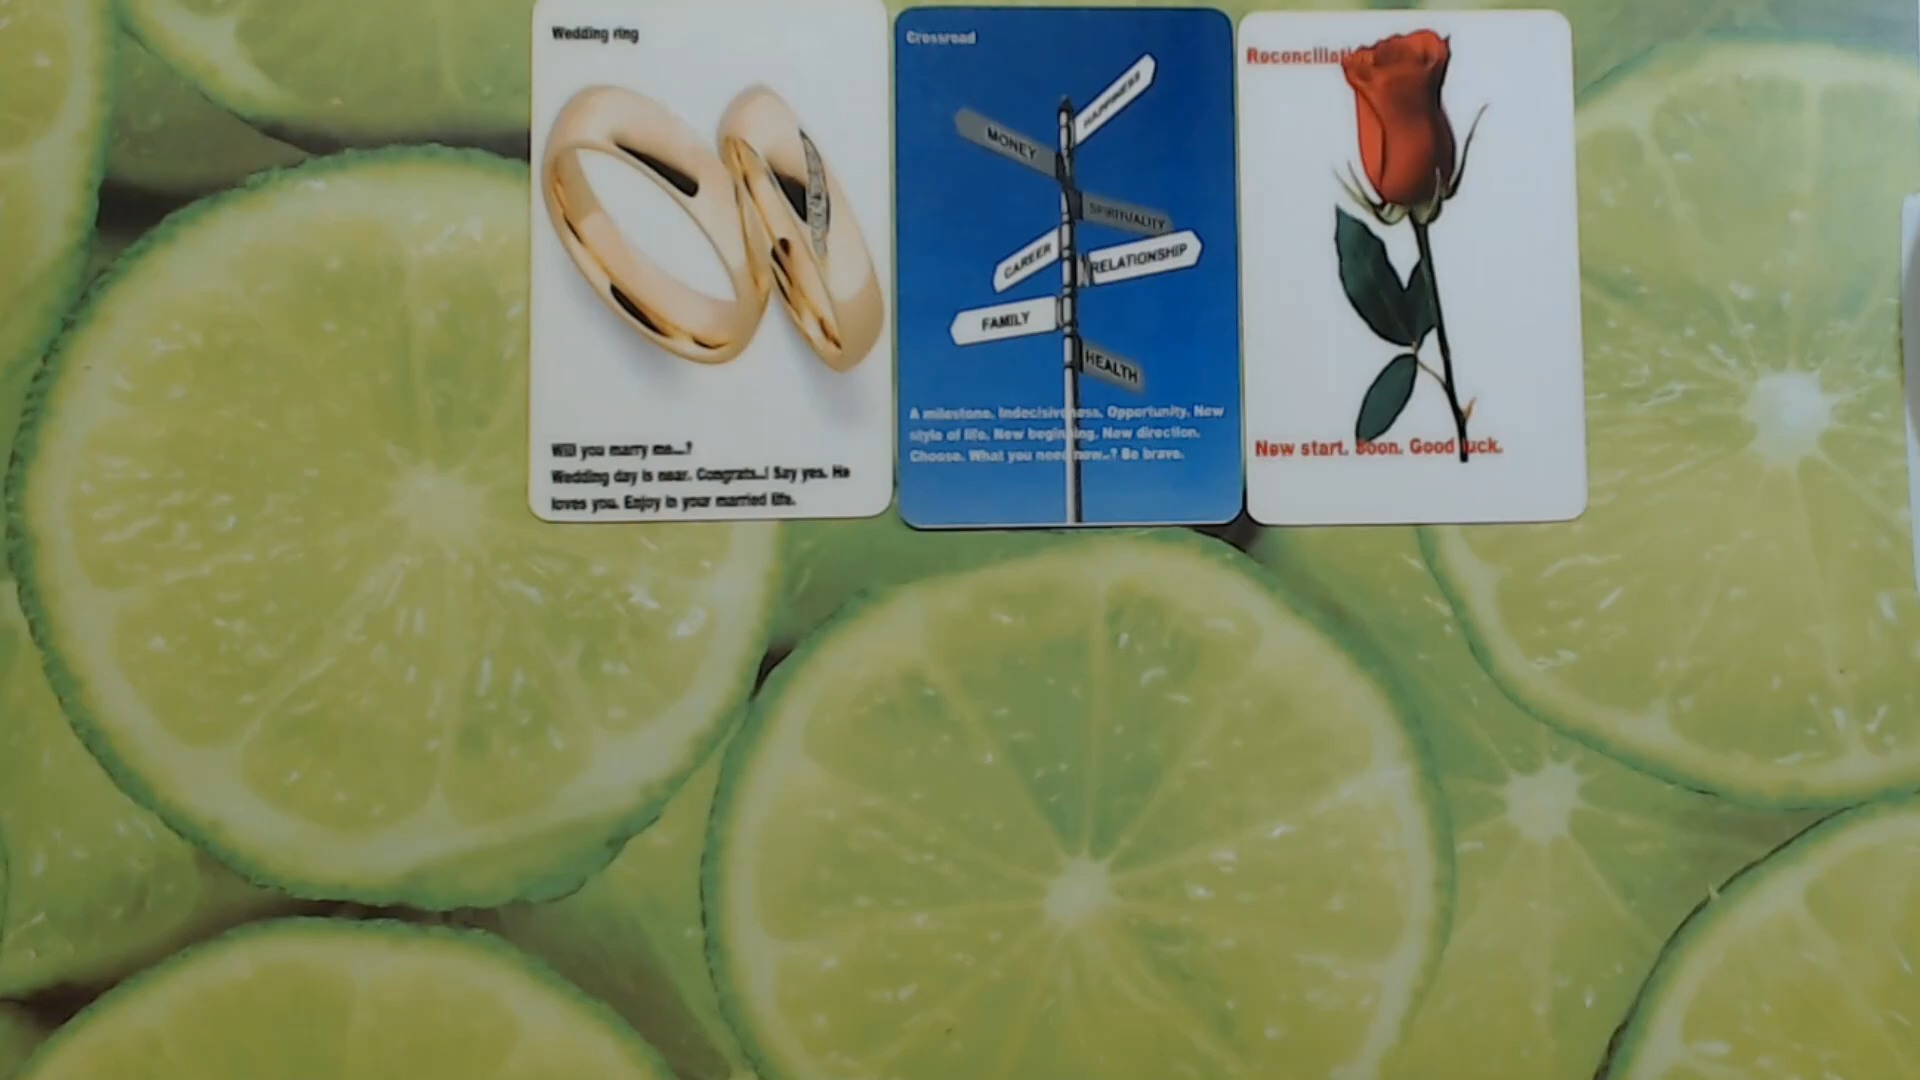 Wedding ring
Will you marry me...?
Wedding day is near. Congrats..! Say yes. He
loves you. Enjoy in your married life.
Crossroad
HAPPINESS
MONEY
SPIRITUALITY
CAREER
RELATIONSHIP
FAMILY
HEALTH
A milestone. Indecisiveness. Opportunity. New
style of life. New beginning. New direction.
Choose. What you need now..? Be brave.
Reconciliati
New start. Soon. Good luck.